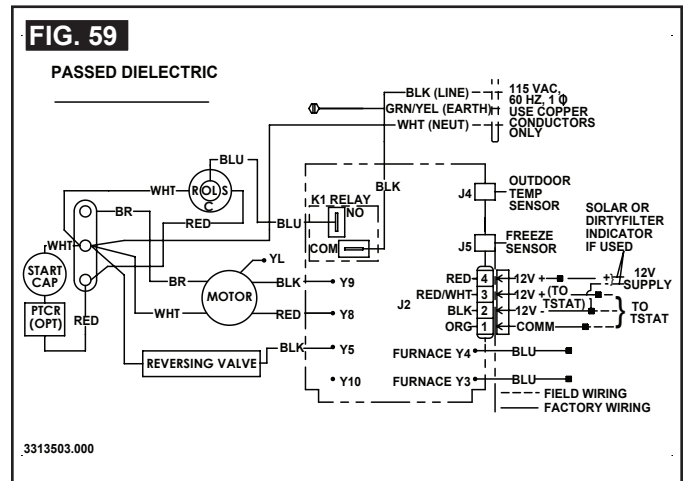 FIG. 59
PASSED DIELECTRIC
BLK (LINE)
GRN/YEL (EARTH)
WHT (NEUT)
115 VAC,
60 HZ, 1 Φ
USE COPPER
CONDUCTORS
ONLY
BLU
WHT
R OL S
C
BR
RED
BLU
K1 RELAY
NO
COM
BLK
J4
OUTDOOR
TEMP
SENSOR
J5
FREEZE
SENSOR
SOLAR OR
DIRTYFILTER
INDICATOR
IF USED
WHT
START
CAP
PTCR
(OPT)
RED
YL
BR
MOTOR
WHT
BLK
Y9
RED
Y8
J2
RED 4 12V + +
12V
SUPPLY
RED/WHT 3 12V + (TO
TSTAT)
BLK 2 12V -
ORG 1 COMM
TO
TSTAT
REVERSING VALVE
BLK
Y5
Y10
FURNACE Y4
BLU
FURNACE Y3
BLU
FIELD WIRING
FACTORY WIRING
3313503.000